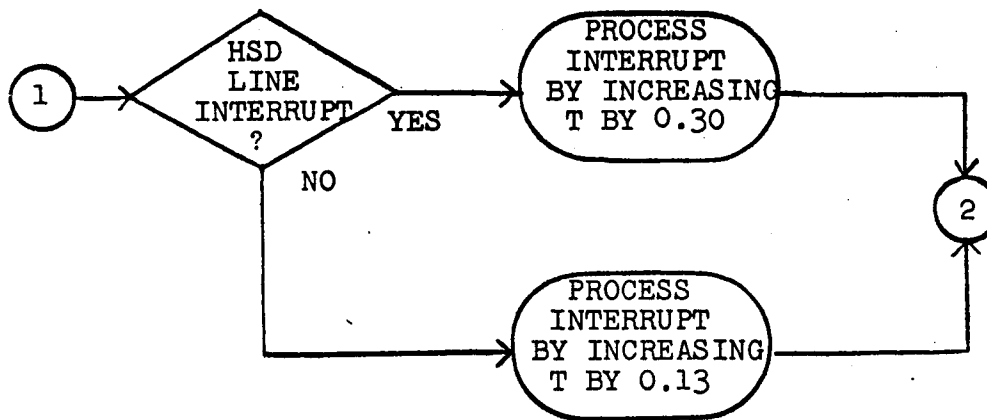 1
HSD
LINE
INTERRUPT
?
YES
NO
PROCESS
INTERRUPT
BY INCREASING
T BY 0.30
2
PROCESS
INTERRUPT
BY INCREASING
T BY 0.13